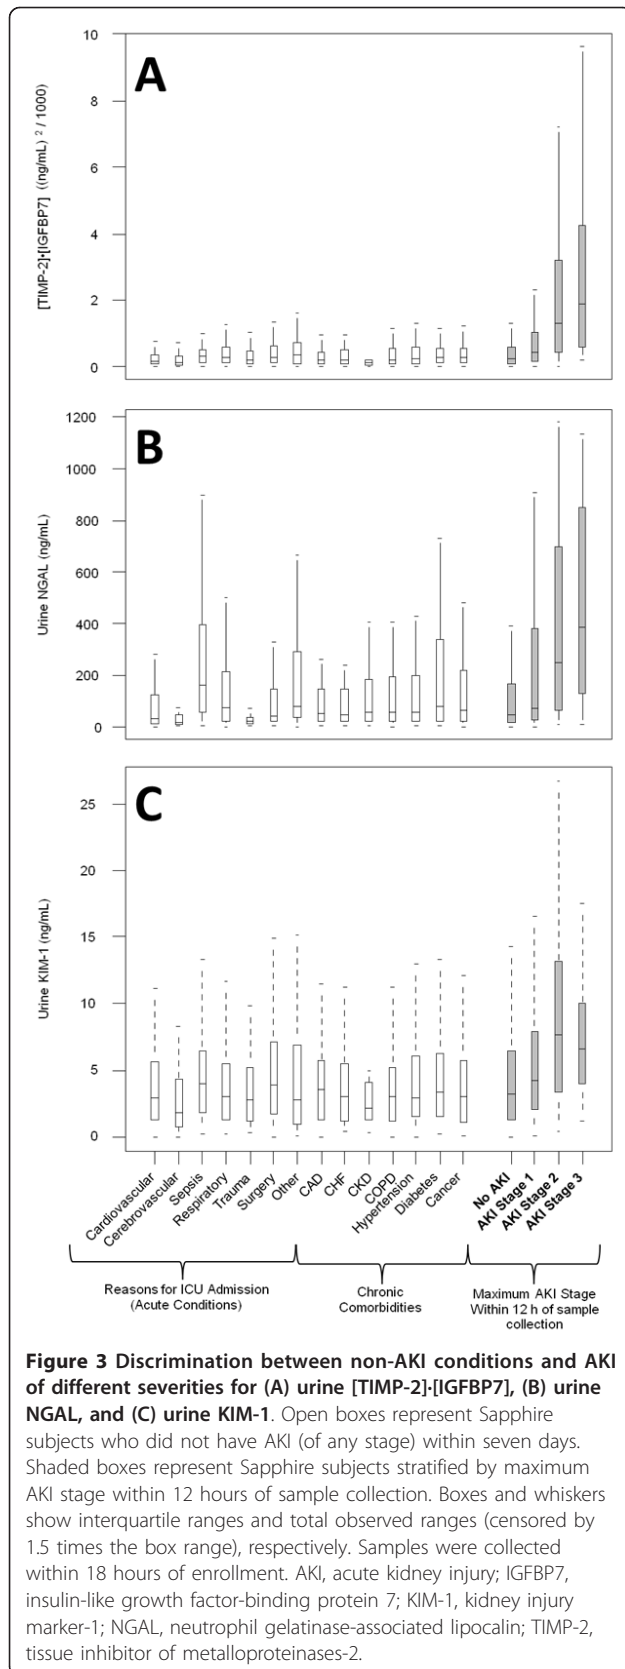 A
10
8
6
4
2
0
[TIMP-2]•[IGFBP7] ((ng/mL) ² / 1000)
B
1200
1000
800
600
400
200
0
Urine NGAL (ng/mL)
C
25
20
15
10
5
0
Urine KIM-1 (ng/mL)
Cardiovascular
Cerebrovascular
Sepsis
Respiratory
Trauma
Surgery
Other
CAD
CHF
CKD
COPD
Hypertension
Diabetes
Cancer
No AKI
AKI Stage 1
AKI Stage 2
AKI Stage 3
Reasons for ICU Admission
(Acute Conditions)
Chronic
Comorbidities
Maximum AKI Stage
Within 12 h of sample
collection
Figure 3 Discrimination between non-AKI conditions and AKI
of different severities for (A) urine [TIMP-2]·[IGFBP7], (B) urine
NGAL, and (C) urine KIM-1. Open boxes represent Sapphire
subjects who did not have AKI (of any stage) within seven days.
Shaded boxes represent Sapphire subjects stratified by maximum
AKI stage within 12 hours of sample collection. Boxes and whiskers
show interquartile ranges and total observed ranges (censored by
1.5 times the box range), respectively. Samples were collected
within 18 hours of enrollment. AKI, acute kidney injury; IGFBP7,
insulin-like growth factor-binding protein 7; KIM-1, kidney injury
marker-1; NGAL, neutrophil gelatinase-associated lipocalin; TIMP-2,
tissue inhibitor of metalloproteinases-2.